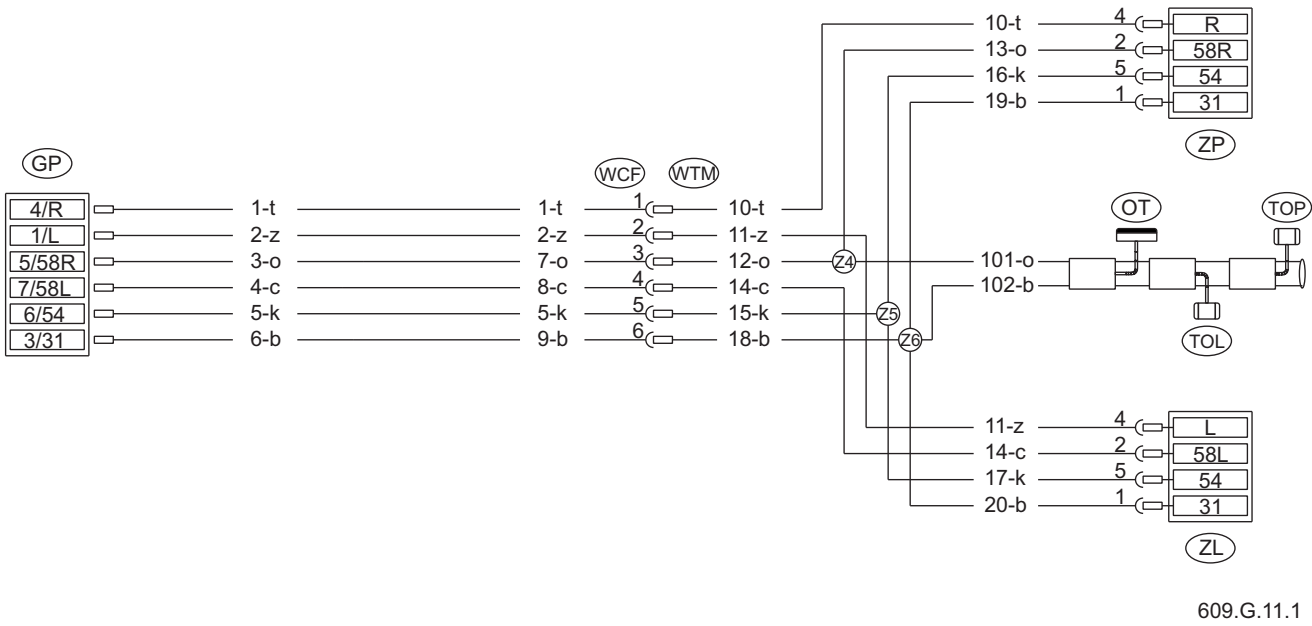 10-t 4 R
13-o 2 58R
16-k 5 54
19-b 1 31
ZP
GP
WCF WTM
4/R 1-t 1-t 1 10-t
1/L 2-z 2-z 2 11-z
5/58R 3-o 7-o 3 12-o Z4
7/58L 4-c 8-c 4 14-c
6/54 5-k 5-k 5 15-k Z5
3/31 6-b 9-b 6 18-b Z6
OT TOP
101-o
102-b
TOL
11-z 4 L
14-c 2 58L
17-k 5 54
20-b 1 31
ZL
609.G.11.1